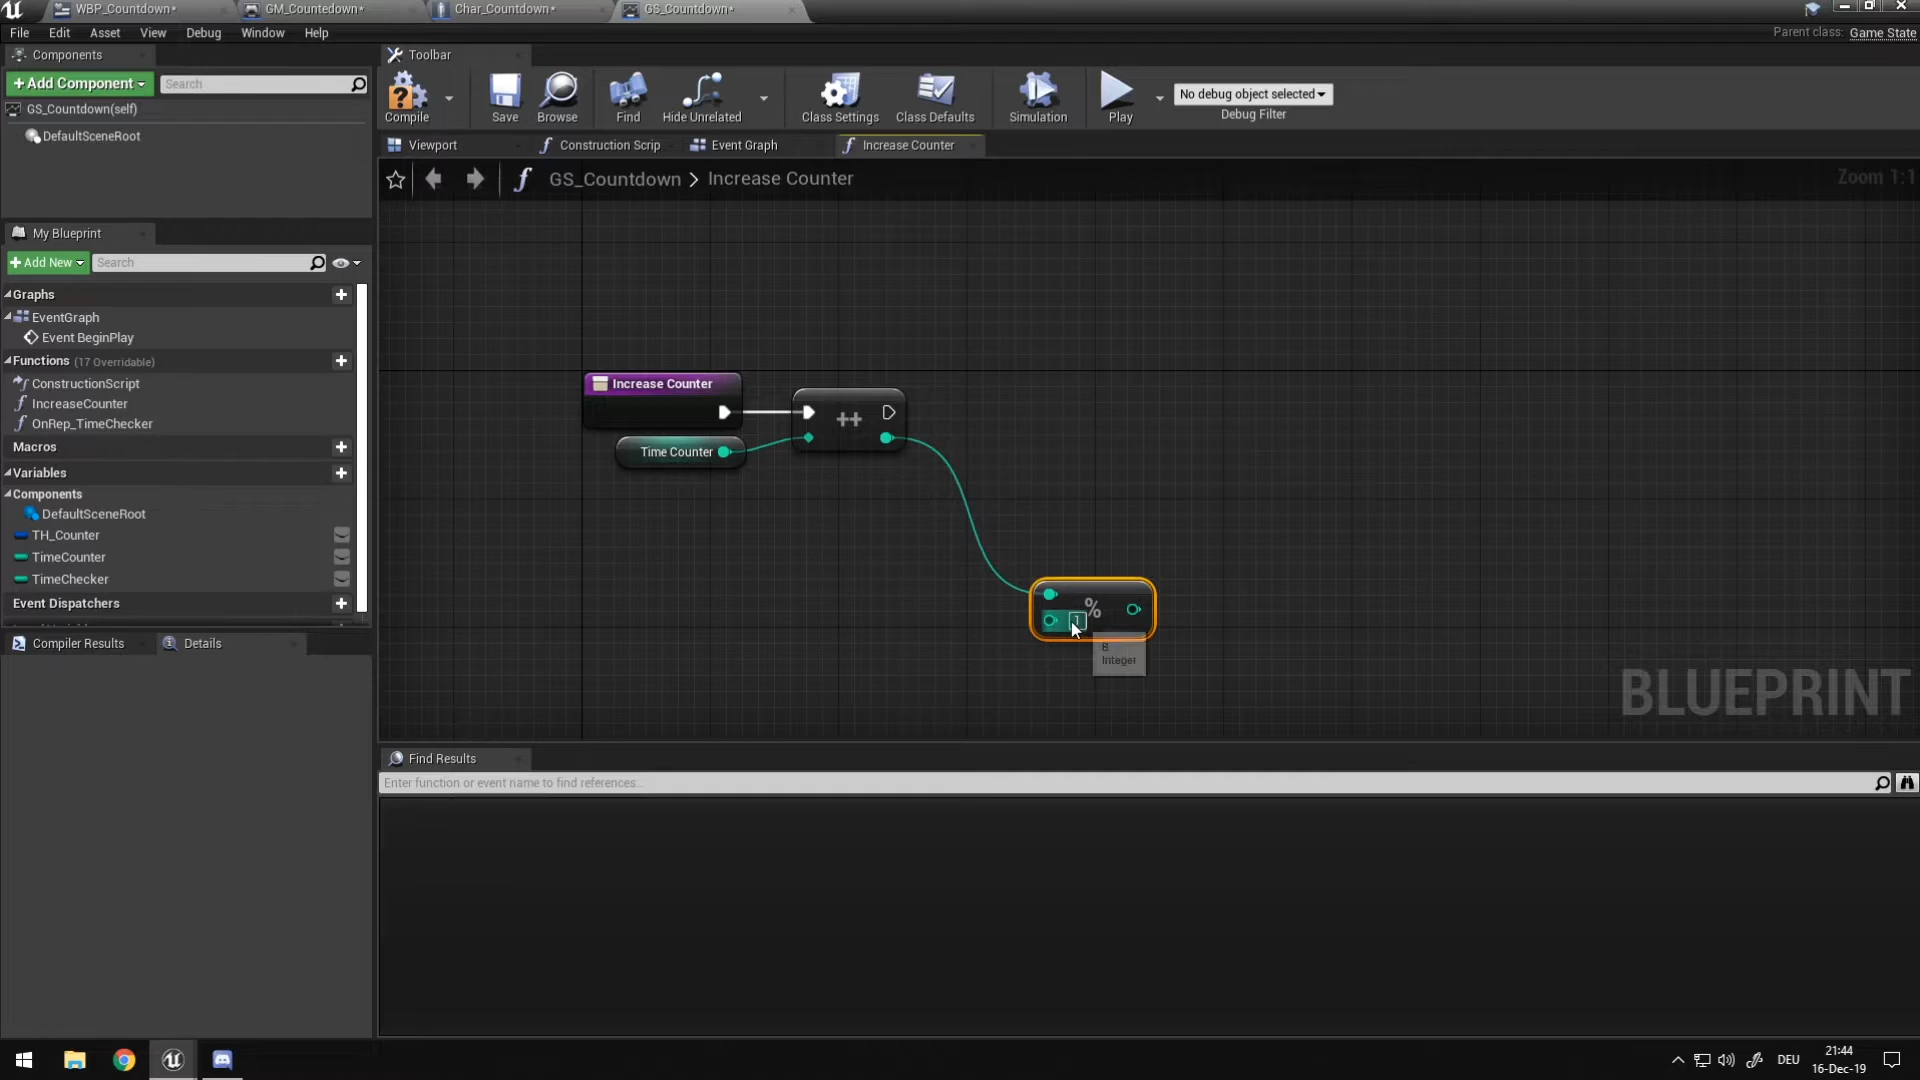 WBP_Countdown*
GM_Countedown*
Char_Countdown*
GS_Countdown*
File Edit Asset View Debug Window Help
Parent class: Game State
Components
+ Add Component
Search
GS_Countdown(self)
DefaultSceneRoot
Toolbar
Compile
Save
Browse
Find
Hide Unrelated
Class Settings
Class Defaults
Simulation
Play
No debug object selected
Debug Filter
Viewport
Construction Scrip
Event Graph
Increase Counter
GS_Countdown > Increase Counter
Zoom 1:1
My Blueprint
+ Add New
Search
Graphs
EventGraph
Event BeginPlay
Functions (17 Overridable)
ConstructionScript
IncreaseCounter
OnRep_TimeChecker
Macros
Variables
Components
DefaultSceneRoot
TH_Counter
TimeCounter
TimeChecker
Event Dispatchers
Increase Counter
++
Time Counter
%
1
B
Integer
BLUEPRINT
Compiler Results
Details
Find Results
Enter function or event name to find references...
DEU
21:44
16-Dec-19